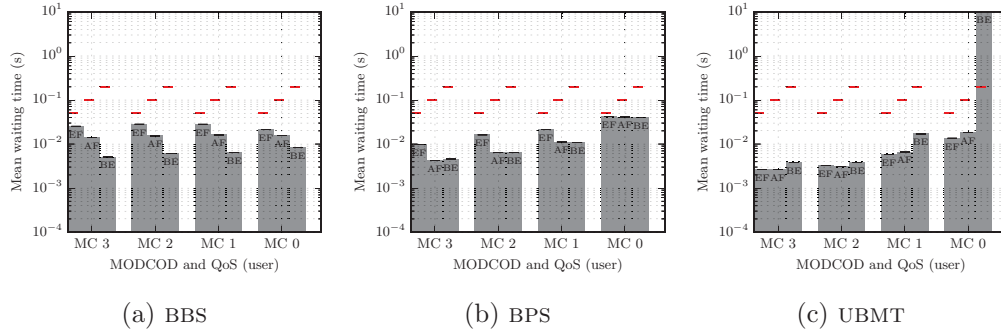 10^1
10^0
10^{-1}
10^{-2}
10^{-3}
10^{-4}
Mean waiting time (s)
EF AF BE
EF AF BE
EF AF BE
EF AF BE
MC 3 MC 2 MC 1 MC 0
MODCOD and QoS (user)
(a) BBS
10^1
10^0
10^{-1}
10^{-2}
10^{-3}
10^{-4}
Mean waiting time (s)
EF AF BE
EF AF BE
EF AF BE
EF AF BE
MC 3 MC 2 MC 1 MC 0
MODCOD and QoS (user)
(b) BPS
10^1
10^0
10^{-1}
10^{-2}
10^{-3}
10^{-4}
Mean waiting time (s)
EF AF BE
EF AF BE
EF AF BE
EF AF BE
MC 3 MC 2 MC 1 MC 0
MODCOD and QoS (user)
(c) UBMT